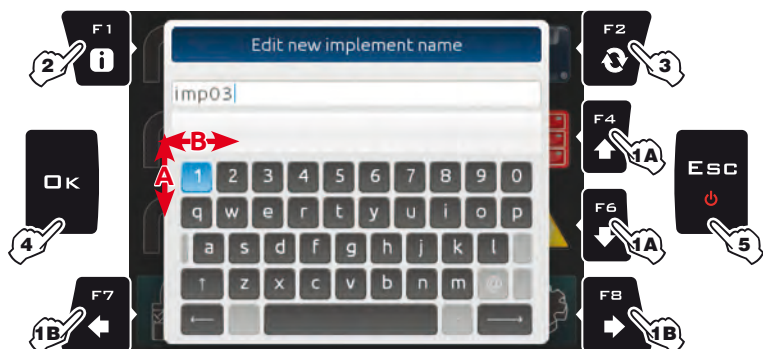 F1
2
Edit new implement name
F2
3
imp03
F4
1A
B
A
Ok
4
Esc
5
1 2 3 4 5 6 7 8 9 0
q w e r t y u i o p
F6
1A
a s d f g h j k l
↑ z x c v b n m @
F7
1B
F8
1B